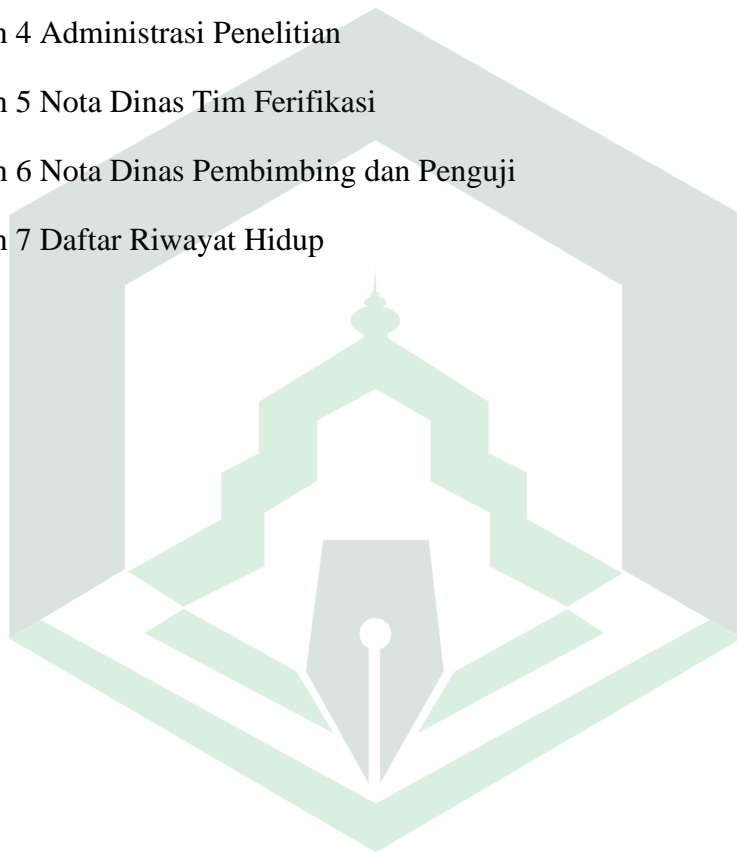 n 4 Administrasi Penelitian
n 5 Nota Dinas Tim Ferifikasi
n 6 Nota Dinas Pembimbing dan Penguji
n 7 Daftar Riwayat Hidup